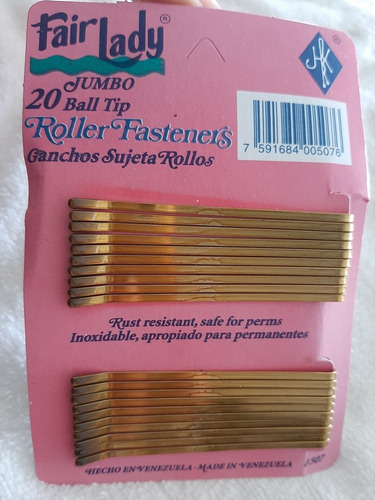 Fair Lady®
JK
JUMBO
20 Ball Tip
Roller Fasteners
Ganchos Sujeta Rollos
7 591684 005076
Rust resistant, safe for perms
Inoxidable, apropiado para permanentes
HECHO EN VENEZUELA - MADE IN VENEZUELA